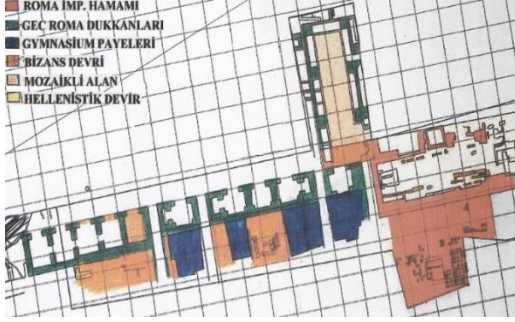 ROMA İMP. HAMAMI
GEÇ ROMA DUKKANLARI
GYMNASIUM PAYELERİ
BİZANS DEVRİ
MOZAİKLİ ALAN
HELLENİSTİK DEVİR